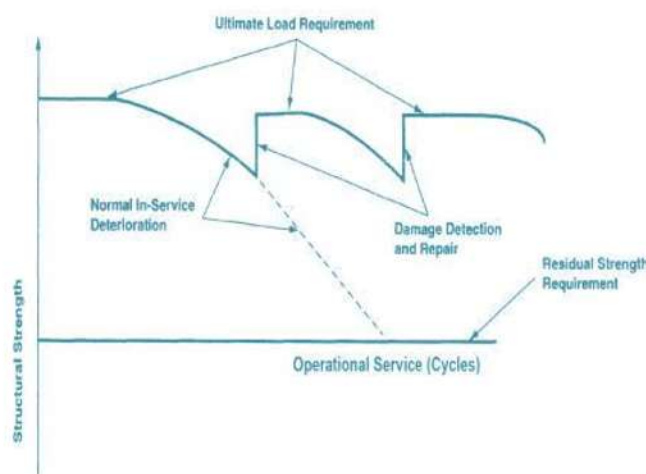 Ultimate Load Requirement
Normal In-Service
Deterioration
Damage Detection
and Repair
Residual Strength
Requirement
Operational Service (Cycles)
Structural Strength